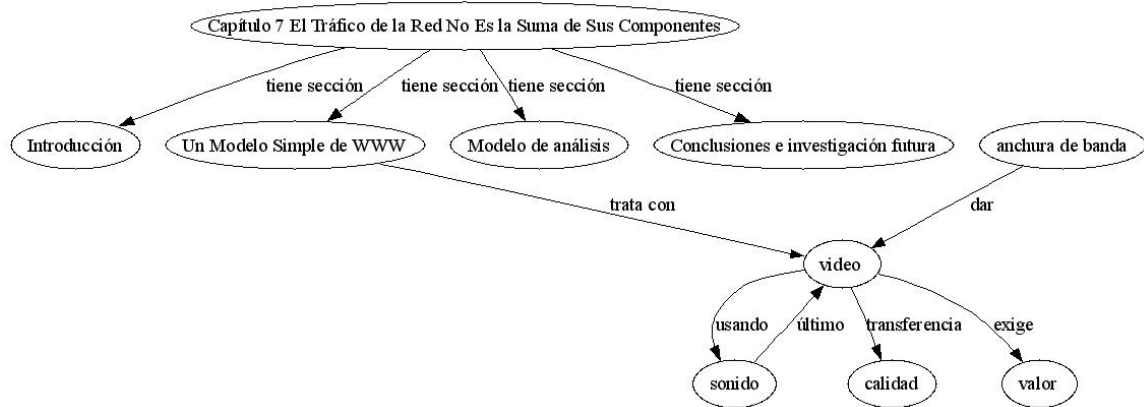 Capítulo 7 El Tráfico de la Red No Es la Suma de Sus Componentes
tiene sección tiene sección tiene sección tiene sección
Introducción Un Modelo Simple de WWW Modelo de análisis Conclusiones e investigación futura anchura de banda
trata con dar
video
usando último transferencia exige
sonido calidad valor